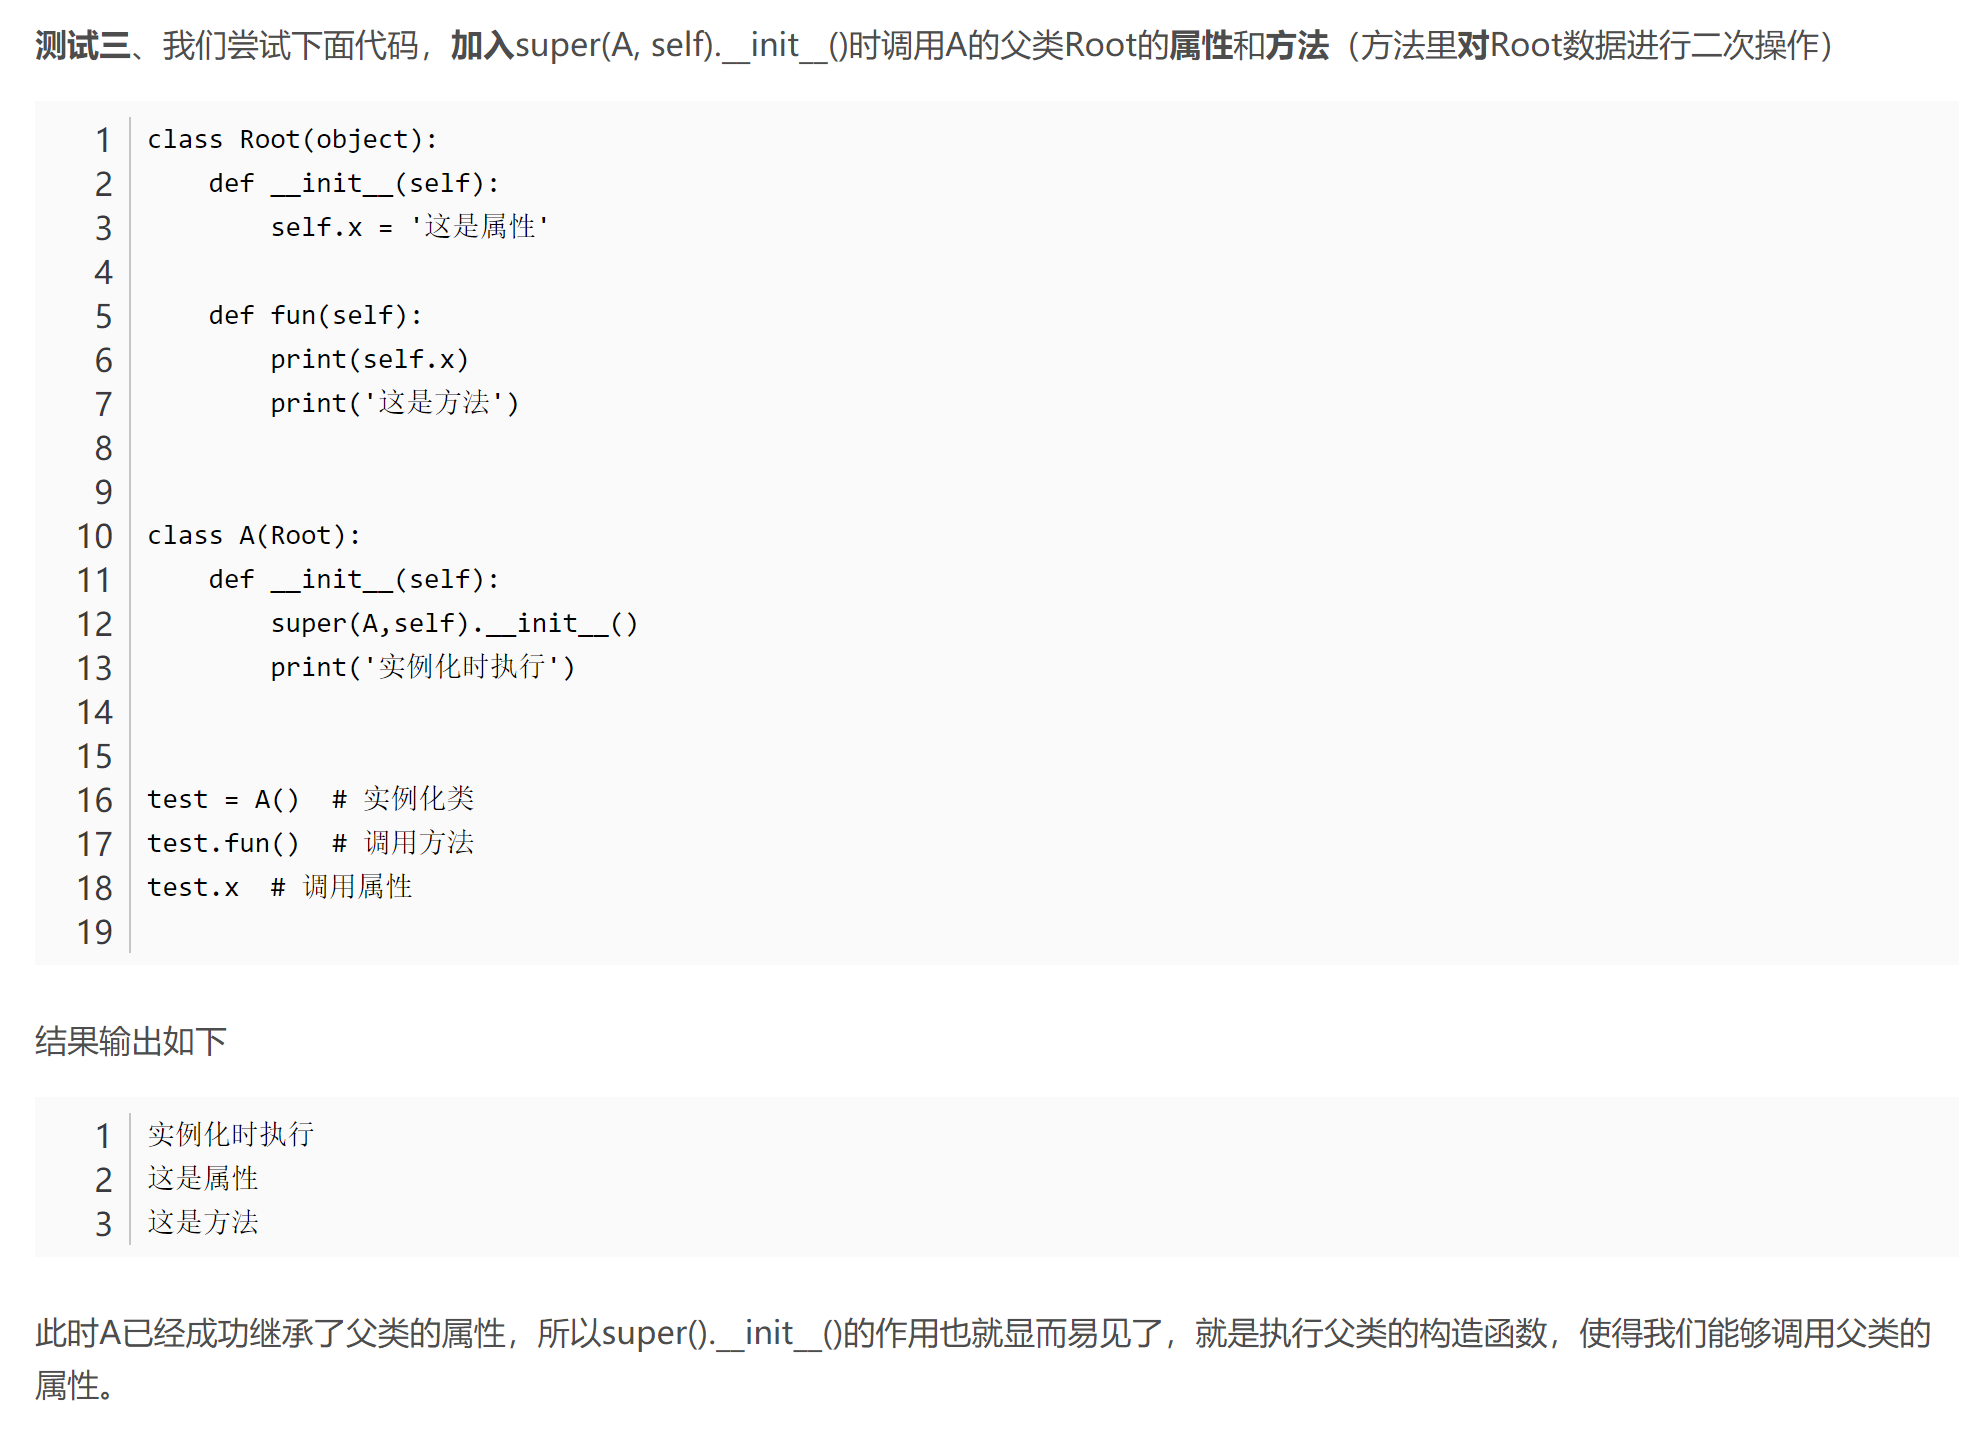 测试三、我们尝试下面代码，加入super(A, self).__init__()时调用A的父类Root的属性和方法（方法里对Root数据进行二次操作）
1 class Root(object):
2     def __init__(self):
3         self.x = '这是属性'
4
5     def fun(self):
6         print(self.x)
7         print('这是方法')
8
9
10 class A(Root):
11     def __init__(self):
12         super(A,self).__init__()
13         print('实例化时执行')
14
15
16 test = A()  # 实例化类
17 test.fun()  # 调用方法
18 test.x  # 调用属性
19
结果输出如下
1 实例化时执行
2 这是属性
3 这是方法
此时A已经成功继承了父类的属性，所以super().__init__()的作用也就显而易见了，就是执行父类的构造函数，使得我们能够调用父类的
属性。